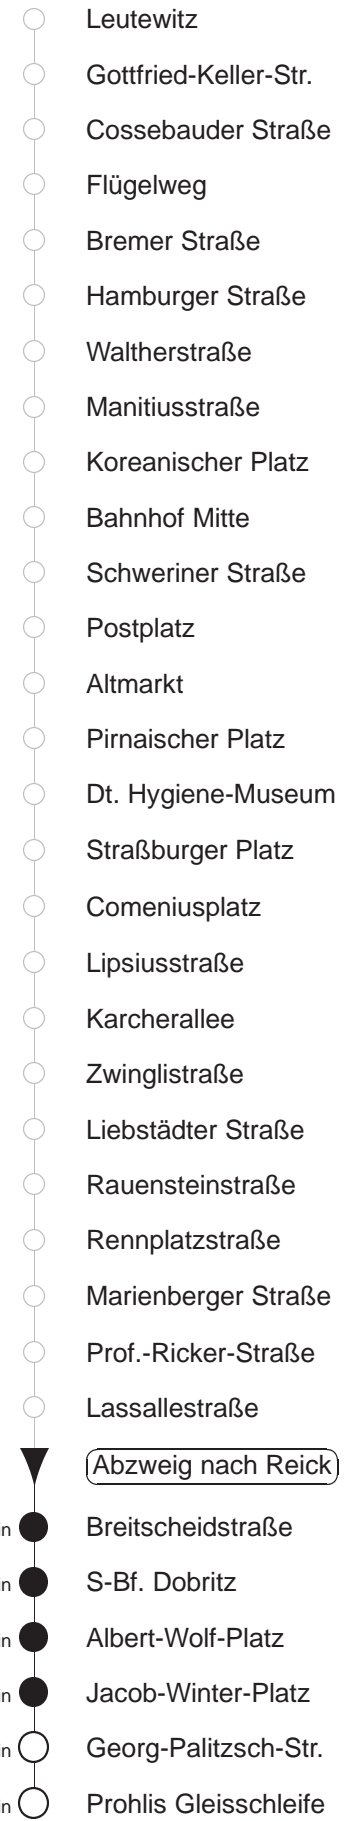 Leutewitz
Gottfried-Keller-Str.
Cossebauder Straße
Flügelweg
Bremer Straße
Hamburger Straße
Waltherstraße
Manitiusstraße
Koreanischer Platz
Bahnhof Mitte
Schweriner Straße
Postplatz
Altmarkt
Pirnaischer Platz
Dt. Hygiene-Museum
Straßburger Platz
Comeniusplatz
Lipsiusstraße
Karcherallee
Zwinglistraße
Liebstädter Straße
Rauensteinstraße
Rennplatzstraße
Marienberger Straße
Prof.-Ricker-Straße
Lassallestraße
Abzweig nach Reick
Breitscheidstraße
S-Bf. Dobritz
Albert-Wolf-Platz
Jacob-Winter-Platz
Georg-Palitzsch-Str.
Prohlis Gleisschleife